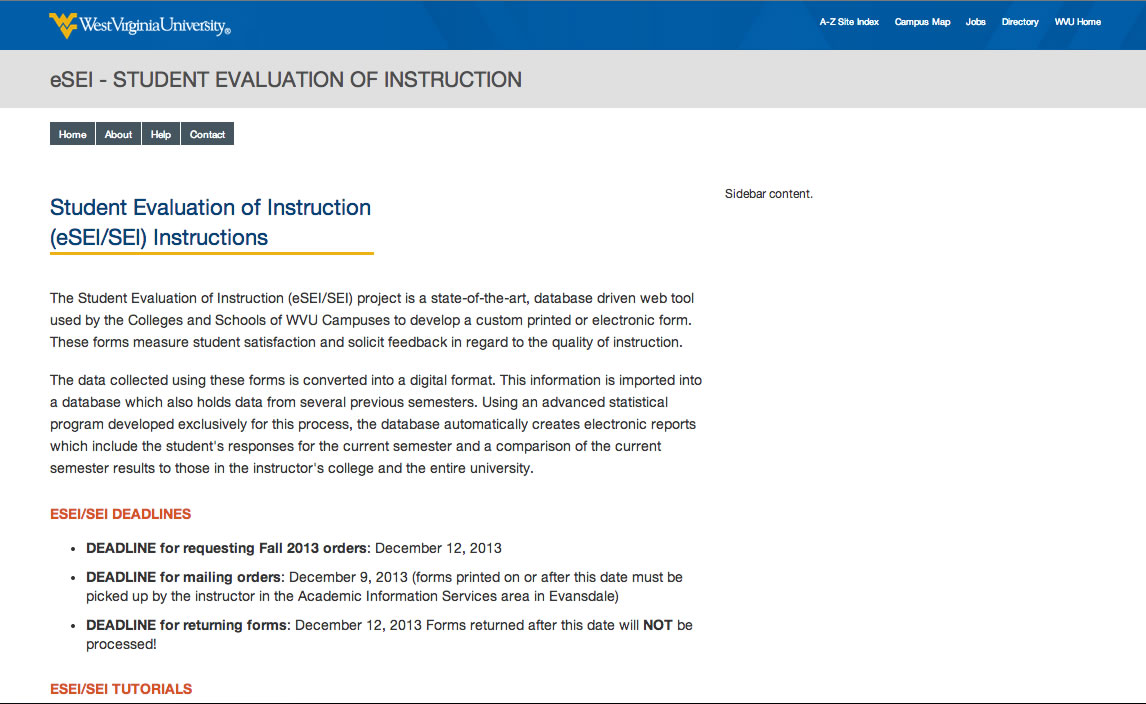 WestVirginiaUniversity®
A-Z Site Index Campus Map Jobs Directory WVU Home
eSEI - STUDENT EVALUATION OF INSTRUCTION
Home About Help Contact
Student Evaluation of Instruction
(eSEI/SEI) Instructions
Sidebar content.
The Student Evaluation of Instruction (eSEI/SEI) project is a state-of-the-art, database driven web tool
used by the Colleges and Schools of WVU Campuses to develop a custom printed or electronic form.
These forms measure student satisfaction and solicit feedback in regard to the quality of instruction.
The data collected using these forms is converted into a digital format. This information is imported into
a database which also holds data from several previous semesters. Using an advanced statistical
program developed exclusively for this process, the database automatically creates electronic reports
which include the student's responses for the current semester and a comparison of the current
semester results to those in the instructor's college and the entire university.
ESEI/SEI DEADLINES
• DEADLINE for requesting Fall 2013 orders: December 12, 2013
• DEADLINE for mailing orders: December 9, 2013 (forms printed on or after this date must be
picked up by the instructor in the Academic Information Services area in Evansdale)
• DEADLINE for returning forms: December 12, 2013 Forms returned after this date will NOT be
processed!
ESEI/SEI TUTORIALS